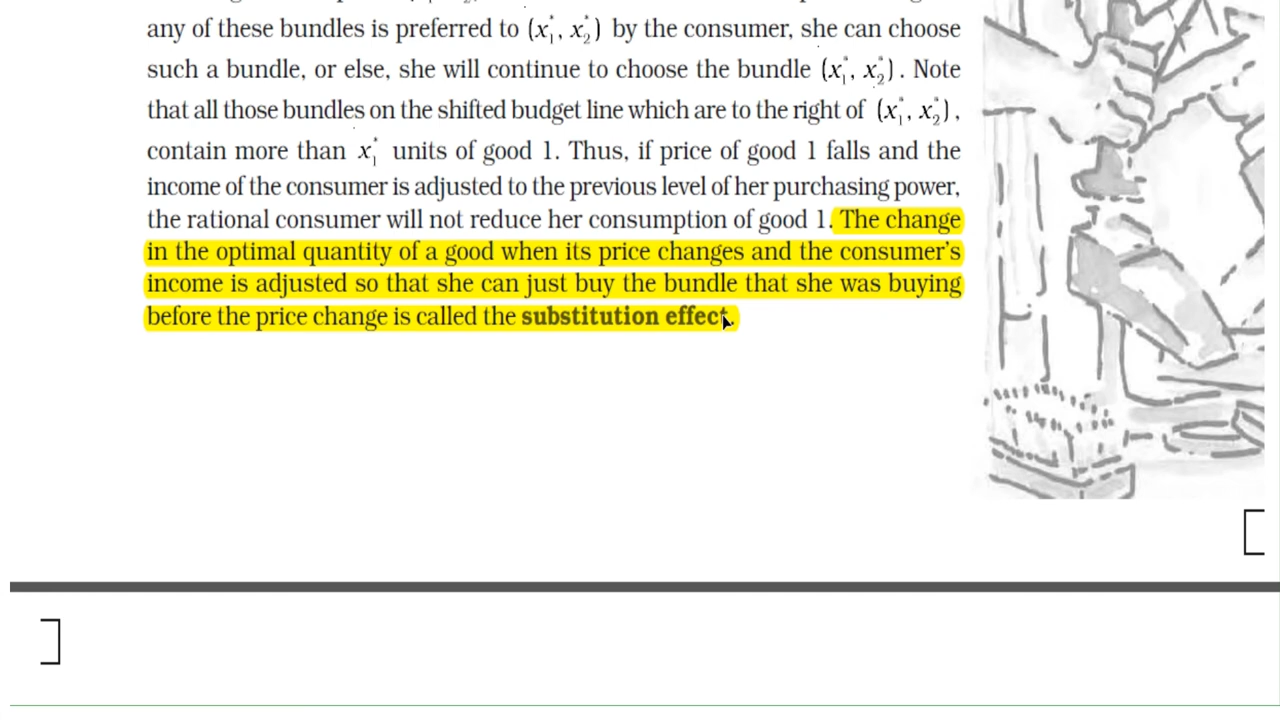 any of these bundles is preferred to (x₁*, x₂*) by the consumer, she can choose
such a bundle, or else, she will continue to choose the bundle (x₁*, x₂*). Note
that all those bundles on the shifted budget line which are to the right of (x₁*, x₂*),
contain more than x₁* units of good 1. Thus, if price of good 1 falls and the
income of the consumer is adjusted to the previous level of her purchasing power,
the rational consumer will not reduce her consumption of good 1. The change
in the optimal quantity of a good when its price changes and the consumer’s
income is adjusted so that she can just buy the bundle that she was buying
before the price change is called the substitution effect.